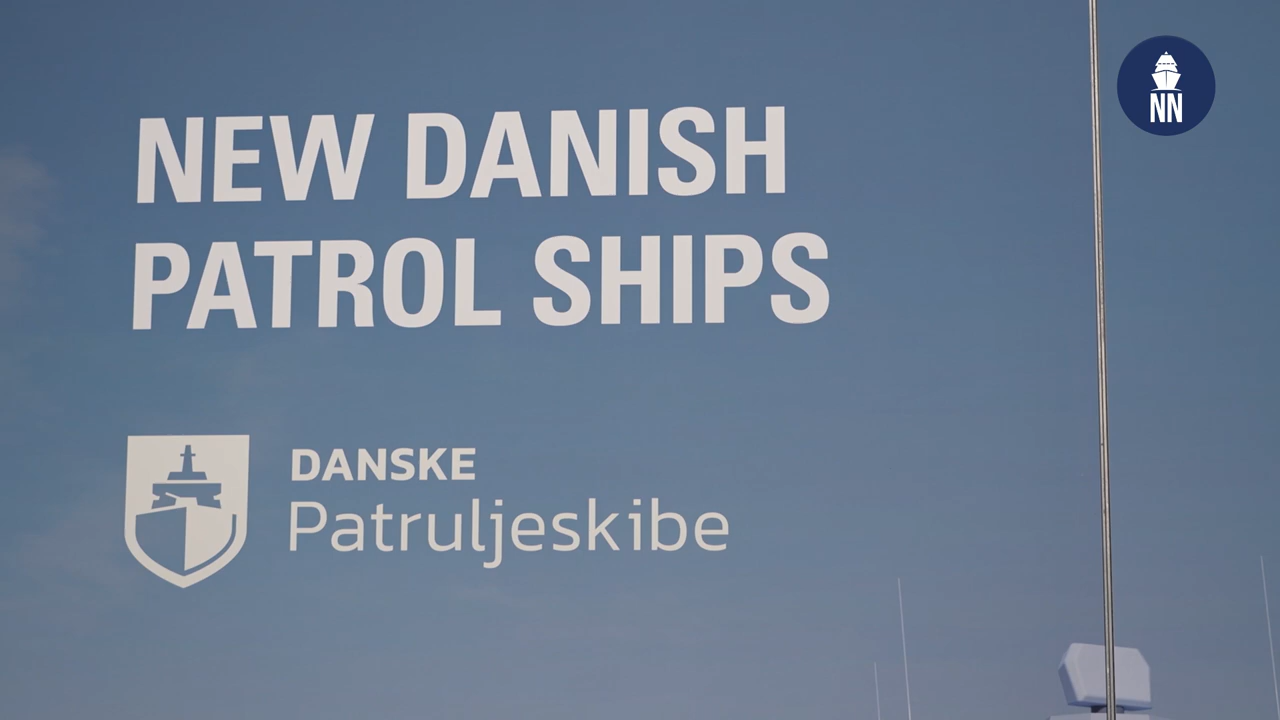 NEW DANISH
PATROL SHIPS
DANSKE
Patruljeskibe
NN